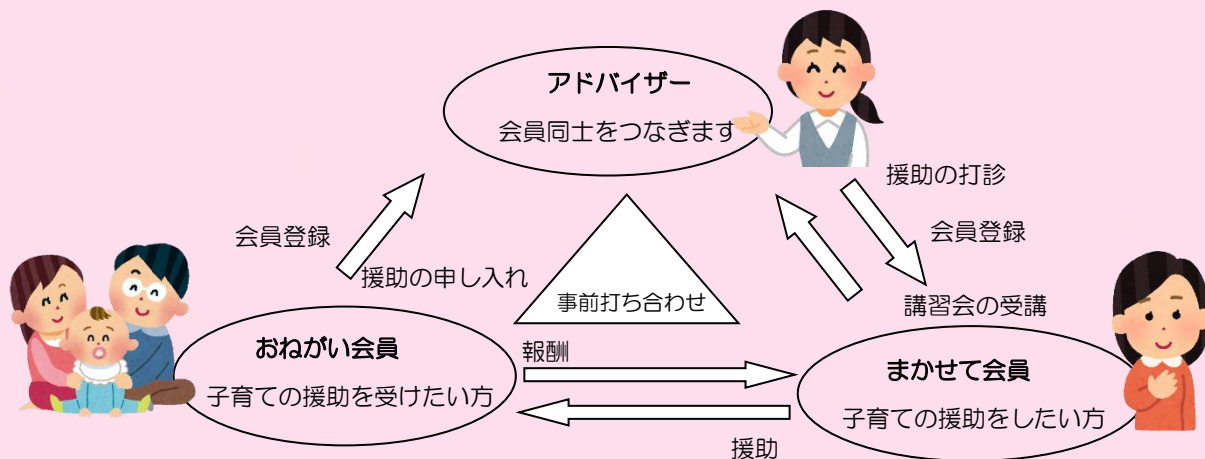 アドバイザー
会員同士をつなぎます
援助の打診
会員登録
会員登録
援助の申し入れ
事前打ち合わせ
講習会の受講
おねがい会員
子育ての援助を受けたい方
報酬
まかせて会員
子育ての援助をしたい方
援助